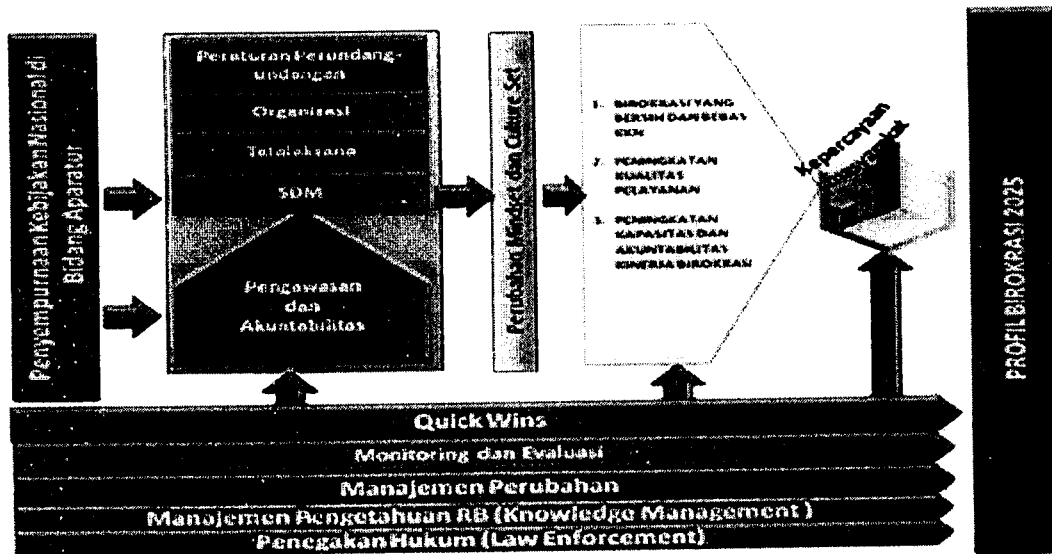 Penyempurnaan Kebijakan Nasional di
Bidang Aparatur
Peraturan Perundang-
undangan
Organisasi
Tatalaksana
SDM
Pengawasan
dan
Akuntabilitas
Perubahan Mindset dan Culture Set
1. BIROKRASI YANG
BERSIH DAN BEBAS
KKN
2. PENINGKATAN
KUALITAS
PELAYANAN
3. PENINGKATAN
KAPASITAS DAN
AKUNTABILITAS
KINERJA BIROKRASI
Kepercayaan
PROFIL BIROKRASI 2025
Quick Wins
Monitoring dan Evaluasi
Manajemen Perubahan
Manajemen Pengetahuan RB (Knowledge Management )
Penegakan Hukum (Law Enforcement)